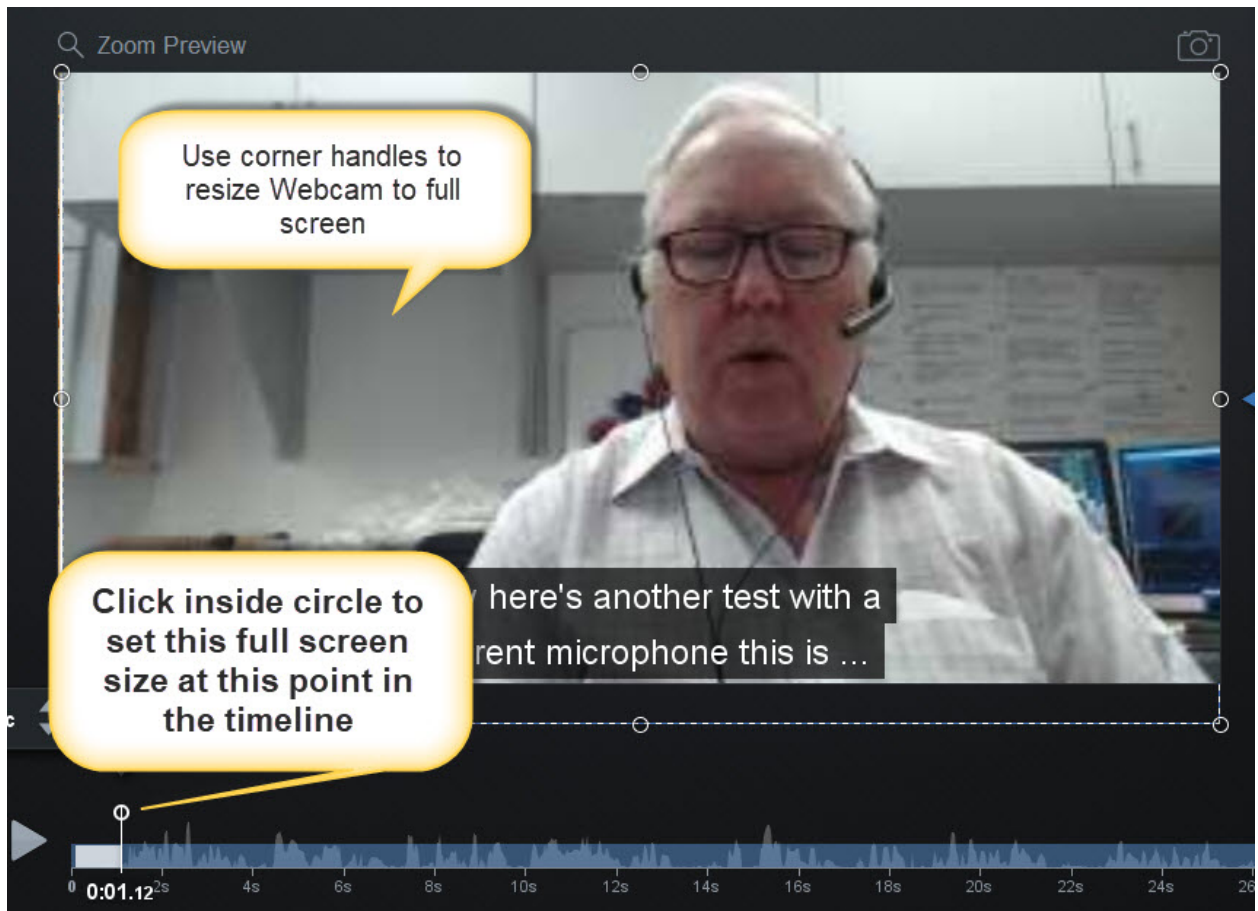 Zoom Preview
Use corner handles to
resize Webcam to full
screen
here's another test with a
rent microphone this is ...
Click inside circle to
set this full screen
size at this point in
the timeline
c
0
0:01.12
2s
4s
6s
8s
10s
12s
14s
16s
18s
20s
22s
24s
26